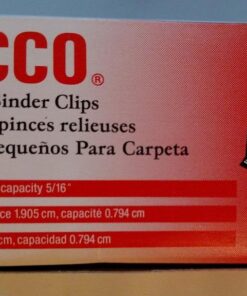 CCO®
Binder Clips
pinces relieuses
equeños Para Carpeta
capacity 5/16"
ce 1.905 cm, capacité 0.794 cm
cm, capacidad 0.794 cm